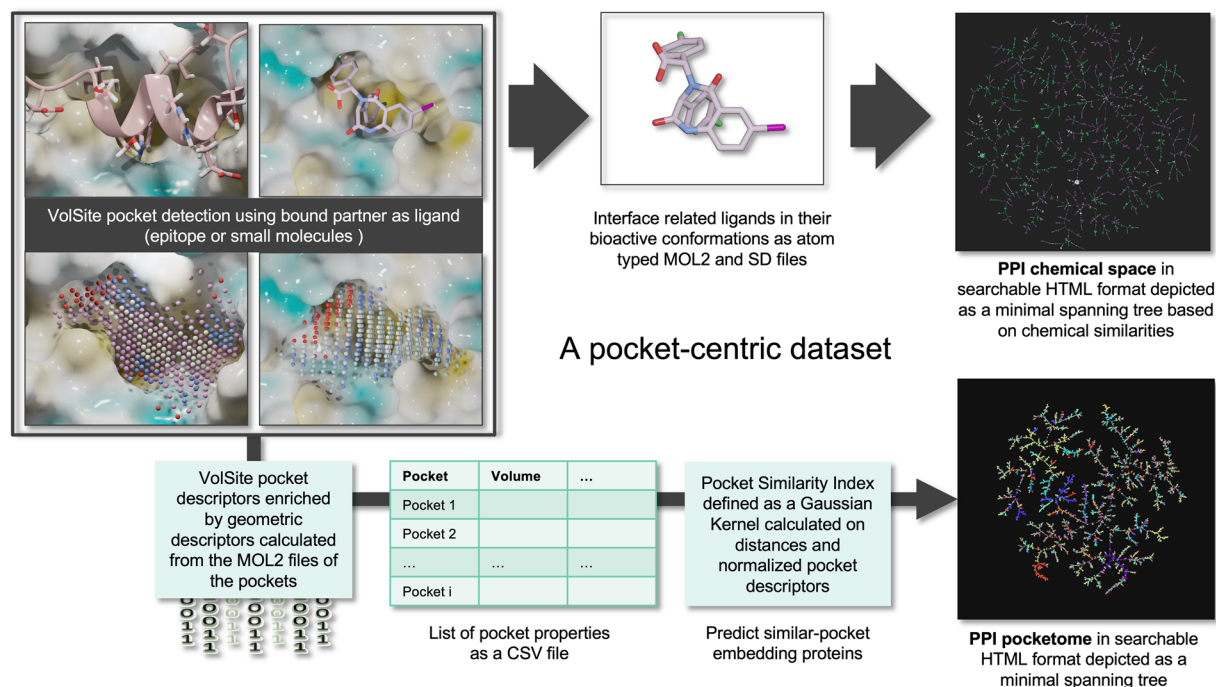 VolSite pocket detection using bound partner as ligand
(epitope or small molecules )
Interface related ligands in their
bioactive conformations as atom
typed MOL2 and SD files
PPI chemical space in
searchable HTML format depicted
as a minimal spanning tree based
on chemical similarities
A pocket-centric dataset
VolSite pocket
descriptors enriched
by geometric
descriptors calculated
from the MOL2 files of
the pockets
Pocket Volume ...
Pocket 1
Pocket 2
... ... ...
Pocket i
List of pocket properties
as a CSV file
Pocket Similarity Index
defined as a Gaussian
Kernel calculated on
distances and
normalized pocket
descriptors
Predict similar-pocket
embedding proteins
PPI pocketome in searchable
HTML format depicted as a
minimal spanning tree